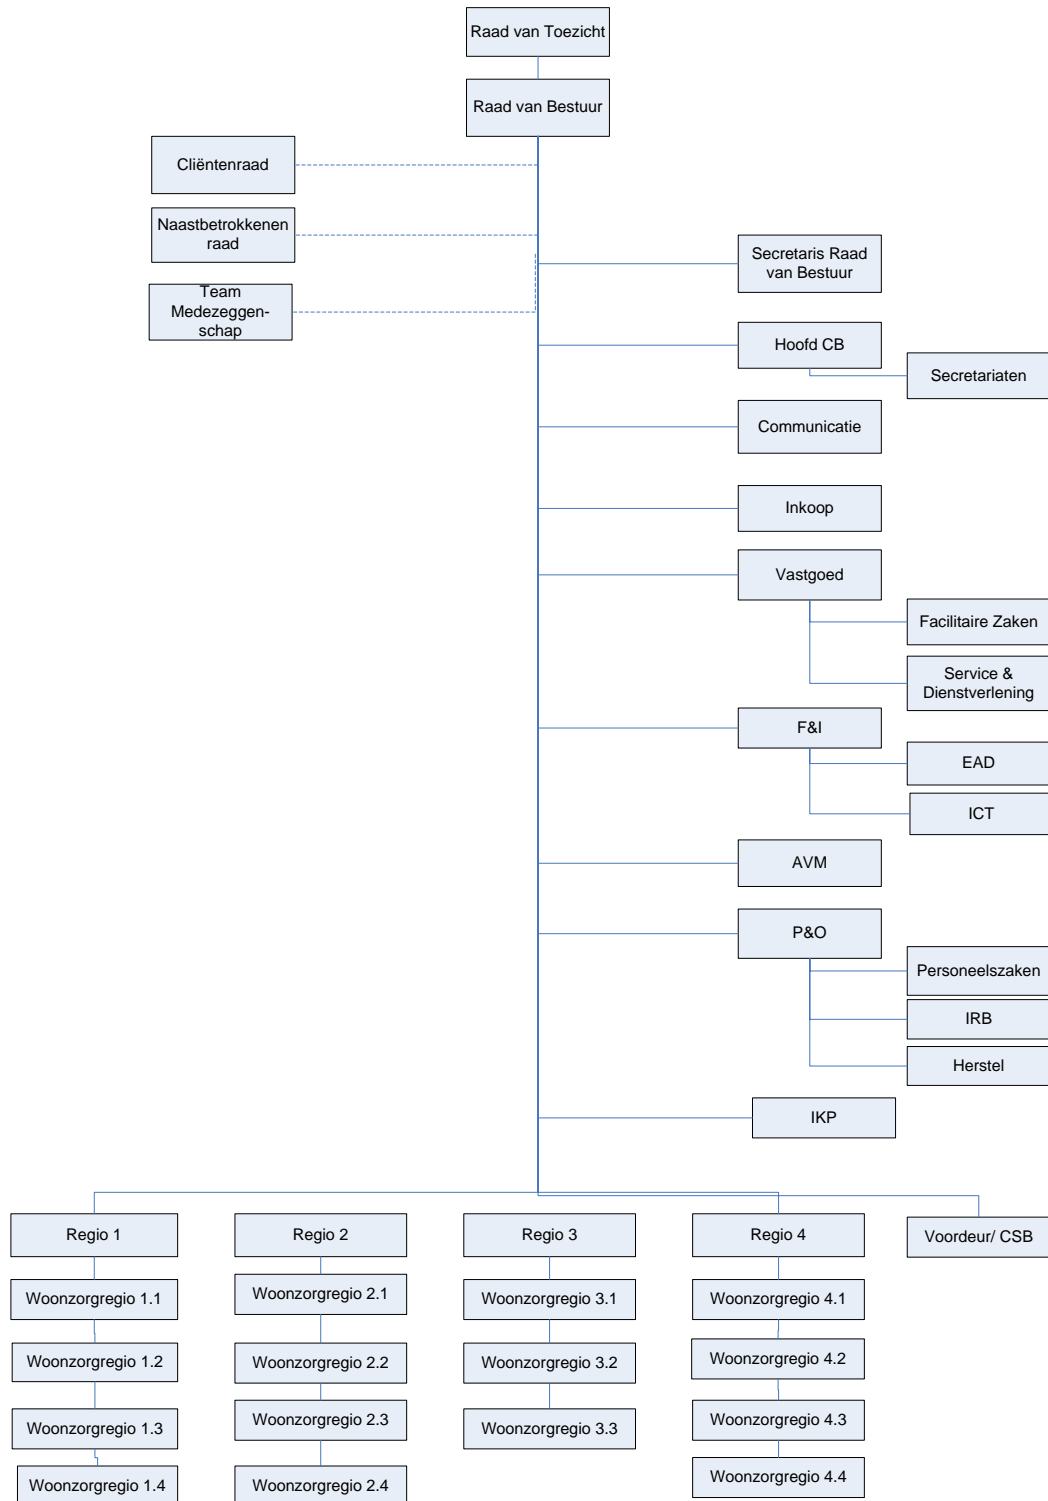 Raad van Toezicht
Raad van Bestuur
Cliëntenraad
Naastbetrokkenen
raad
Team
Medezeggen-
schap
Secretaris Raad
van Bestuur
Hoofd CB
Secretariaten
Communicatie
Inkoop
Vastgoed
Facilitaire Zaken
Service &
Dienstverlening
F&I
EAD
ICT
AVM
P&O
Personeelszaken
IRB
Herstel
IKP
Regio 1
Regio 2
Regio 3
Regio 4
Voordeur/ CSB
Woonzorgregio 1.1
Woonzorgregio 2.1
Woonzorgregio 3.1
Woonzorgregio 4.1
Woonzorgregio 1.2
Woonzorgregio 2.2
Woonzorgregio 3.2
Woonzorgregio 4.2
Woonzorgregio 1.3
Woonzorgregio 2.3
Woonzorgregio 3.3
Woonzorgregio 4.3
Woonzorgregio 1.4
Woonzorgregio 2.4
Woonzorgregio 4.4